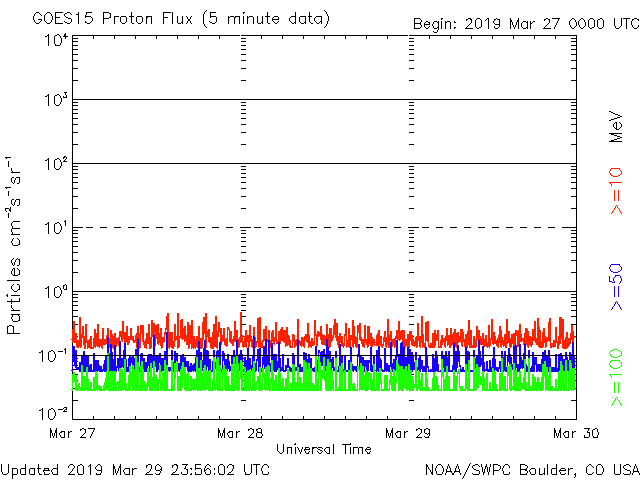 GOES15 Proton Flux (5 minute data)
Begin: 2019 Mar 27 0000 UTC
10⁴
10³
10²
10¹
10⁰
10⁻¹
10⁻²
Particles cm⁻²s⁻¹sr⁻¹
MeV
>=10
>=50
>=100
Mar 27 Mar 28 Mar 29 Mar 30
Universal Time
Updated 2019 Mar 29 23:56:02 UTC
NOAA/SWPC Boulder, CO USA